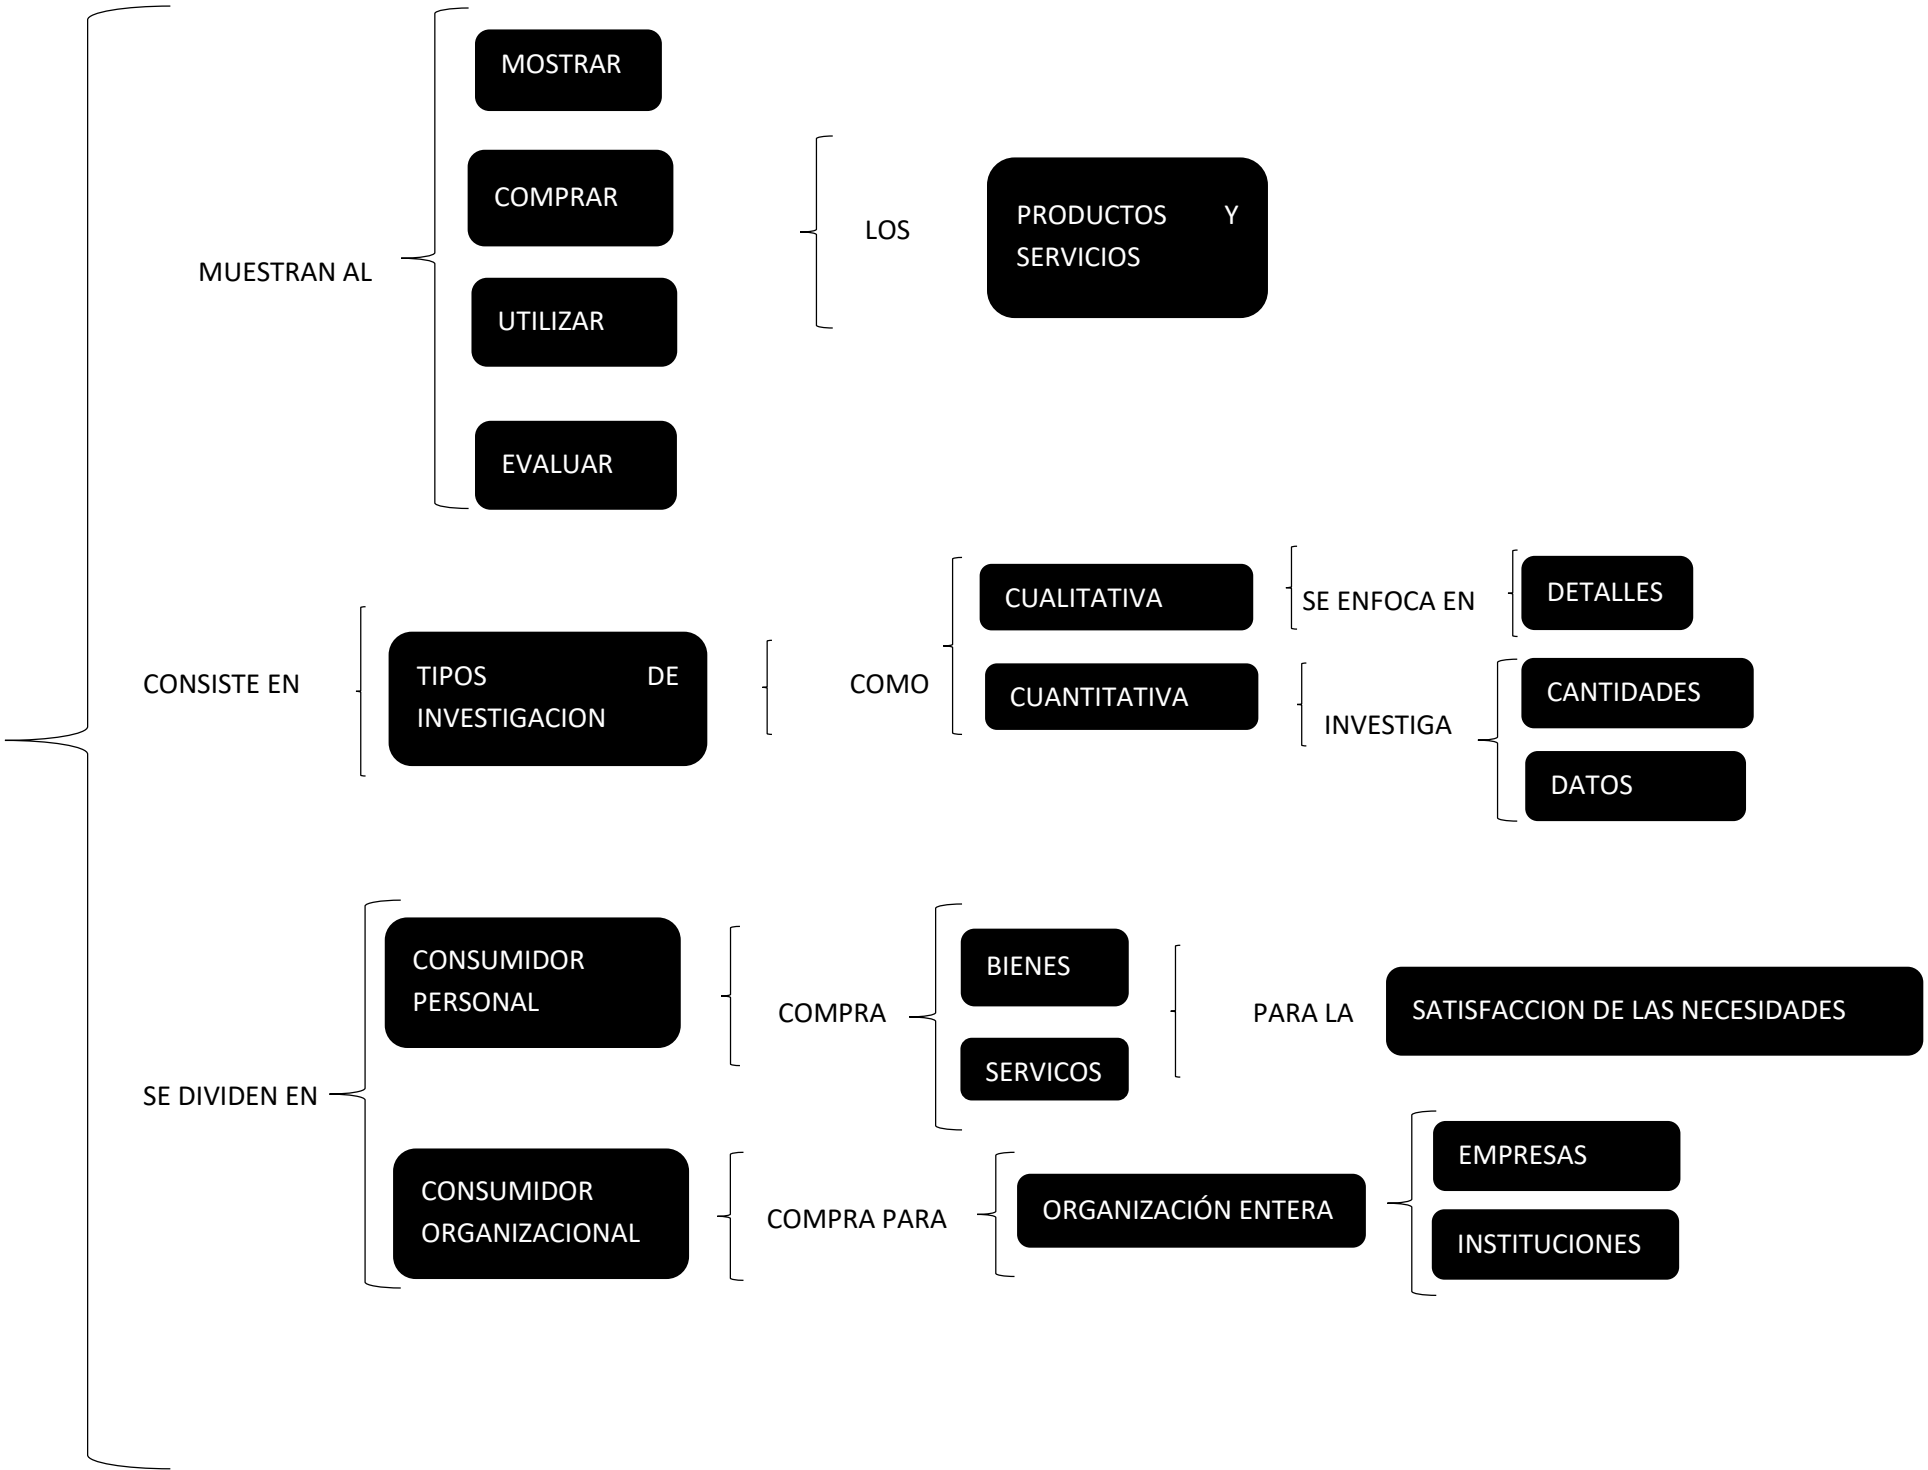 MUESTRAN AL
MOSTRAR
COMPRAR
UTILIZAR
EVALUAR
LOS
PRODUCTOS Y
SERVICIOS
CONSISTE EN
TIPOS DE
INVESTIGACION
COMO
CUALITATIVA
SE ENFOCA EN
DETALLES
CUANTITATIVA
INVESTIGA
CANTIDADES
DATOS
SE DIVIDEN EN
CONSUMIDOR
PERSONAL
COMPRA
BIENES
SERVICOS
PARA LA
SATISFACCION DE LAS NECESIDADES
CONSUMIDOR
ORGANIZACIONAL
COMPRA PARA
ORGANIZACIÓN ENTERA
EMPRESAS
INSTITUCIONES